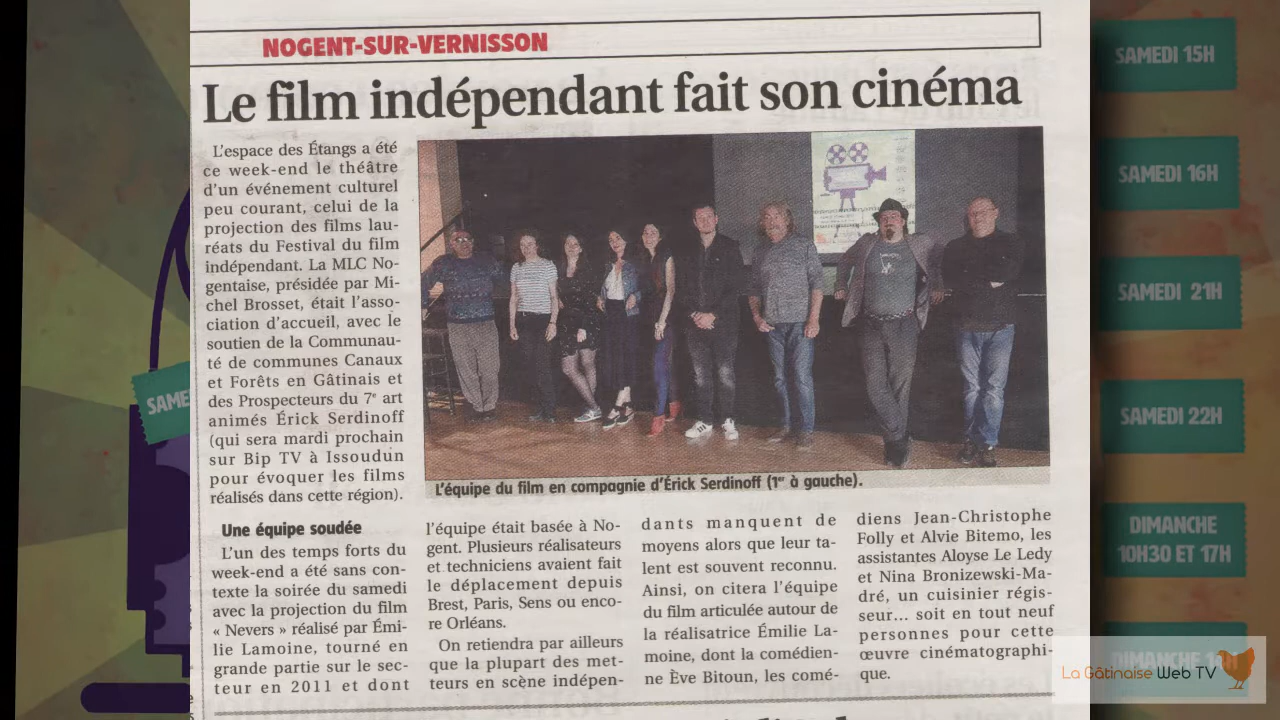 NOGENT-SUR-VERNISSON
Le film indépendant fait son cinéma
L'espace des Étangs a été
ce week-end le théâtre
d'un événement culturel
peu courant, celui de la
projection des films lau-
réats du Festival du film
indépendant. La MLC No-
gentaise, présidée par Mi-
chel Brosset, était l'asso-
ciation d'accueil, avec le
soutien de la Communau-
té de communes Canaux
et Forêts en Gâtinais et
des Prospecteurs du 7e art
animés Érick Serdinoff
(qui sera mardi prochain
sur Bip TV à Issoudun
pour évoquer les films
réalisés dans cette région).
L'équipe du film en compagnie d'Érick Serdinoff (1er à gauche).
Une équipe soudée
L'un des temps forts du
week-end a été sans con-
texte la soirée du samedi
avec la projection du film
« Nevers » réalisé par Émi-
lie Lamoine, tourné en
grande partie sur le sec-
teur en 2011 et dont
l'équipe était basée à No-
gent. Plusieurs réalisateurs
et techniciens avaient fait
le déplacement depuis
Brest, Paris, Sens ou enco-
re Orléans.
On retiendra par ailleurs
que la plupart des met-
teurs en scène indépen-
dants manquent de
moyens alors que leur ta-
lent est souvent reconnu.
Ainsi, on citera l'équipe
du film articulée autour de
la réalisatrice Émilie La-
moine, dont la comédien-
ne Ève Bitoun, les comé-
diens Jean-Christophe
Folly et Alvie Bitemo, les
assistantes Aloyse Le Ledy
et Nina Bronizewski-Ma-
dré, un cuisinier régis-
seur... soit en tout neuf
personnes pour cette
œuvre cinématographi-
que.
SAME
SAMEDI 15H
SAMEDI 16H
SAMEDI 21H
SAMEDI 22H
DIMANCHE
10H30 ET 17H
DIMANCHE
La Gâtinaise Web TV